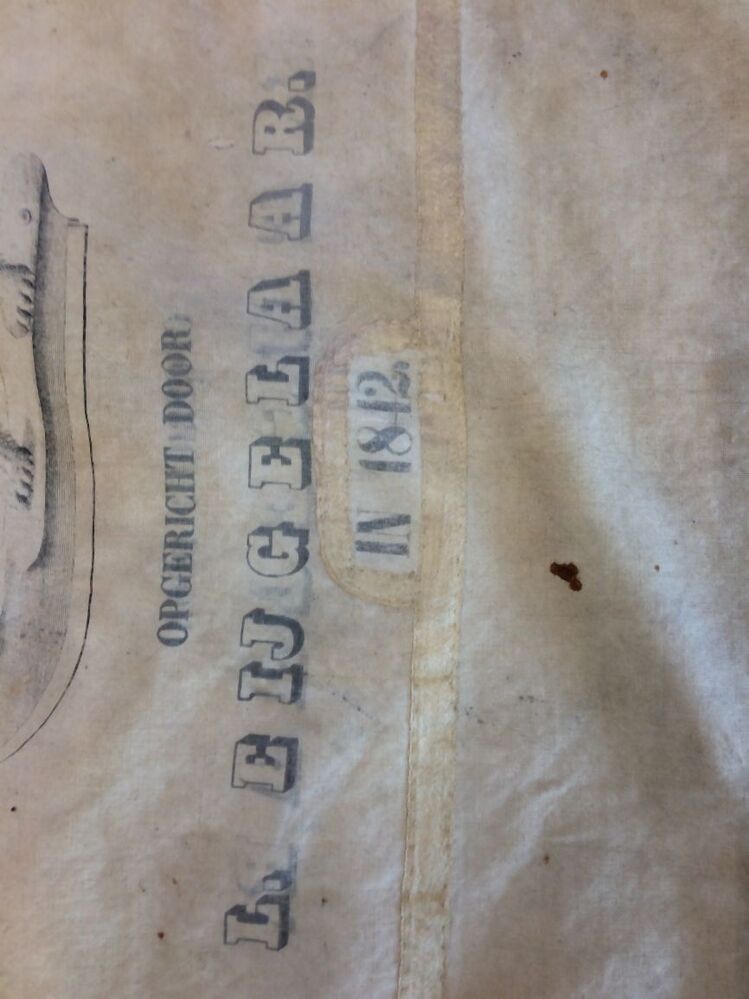 OPGERICHT DOOR
L. EIJGELAAR.
IN 1842.